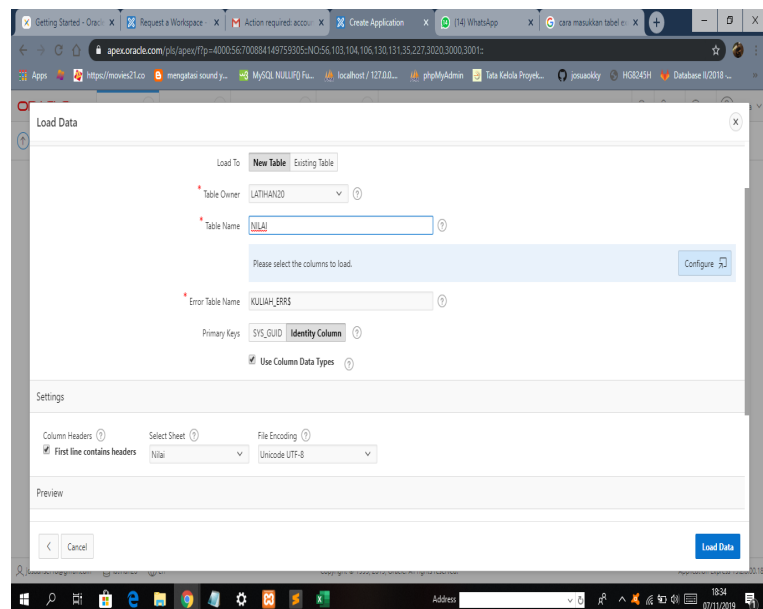 Getting Started - Oracl
Request a Workspace -
Action required: accoun
Create Application
(14) WhatsApp
cara masukkan tabel e
apex.oracle.com/pls/apex/f?p=4000:56:700884149759305::NO:56,103,104,106,130,131,35,227,3020,3000,3001::
Apps
https://movies21.co
mengatasi sound y...
MySQL NULLIF() Fu...
localhost / 127.0.0....
phpMyAdmin
Tata Kelola Proyek...
josuaokky
HG8245H
Database II/2018 -...
Load Data
Load To New Table Existing Table
* Table Owner LATIHAN20
* Table Name NILAI
Please select the columns to load. Configure
* Error Table Name KULIAH_ERR$
Primary Keys SYS_GUID Identity Column
Use Column Data Types
Settings
Column Headers Select Sheet File Encoding
First line contains headers Nilai Unicode UTF-8
Preview
Cancel Load Data
Address
18:34
07/11/2019